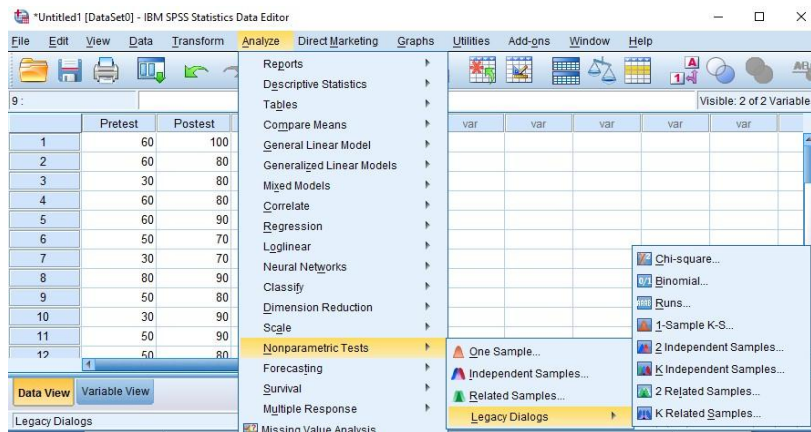 *Untitled1 [DataSet0] - IBM SPSS Statistics Data Editor
File Edit View Data Transform Analyze Direct Marketing Graphs Utilities Add-ons Window Help
9 :
Visible: 2 of 2 Variable
Pretest Postest var var var var var
1 60 100
2 60 80
3 30 80
4 60 80
5 60 90
6 50 70
7 30 70
8 80 90
9 50 80
10 30 90
11 50 90
12 50 80
Reports
Descriptive Statistics
Tables
Compare Means
General Linear Model
Generalized Linear Models
Mixed Models
Correlate
Regression
Loglinear
Neural Networks
Classify
Dimension Reduction
Scale
Nonparametric Tests
Forecasting
Survival
Multiple Response
Missing Value Analysis
One Sample...
Independent Samples...
Related Samples...
Legacy Dialogs
Chi-square...
Binomial...
Runs...
1-Sample K-S...
2 Independent Samples...
K Independent Samples...
2 Related Samples...
K Related Samples...
Data View Variable View
Legacy Dialogs